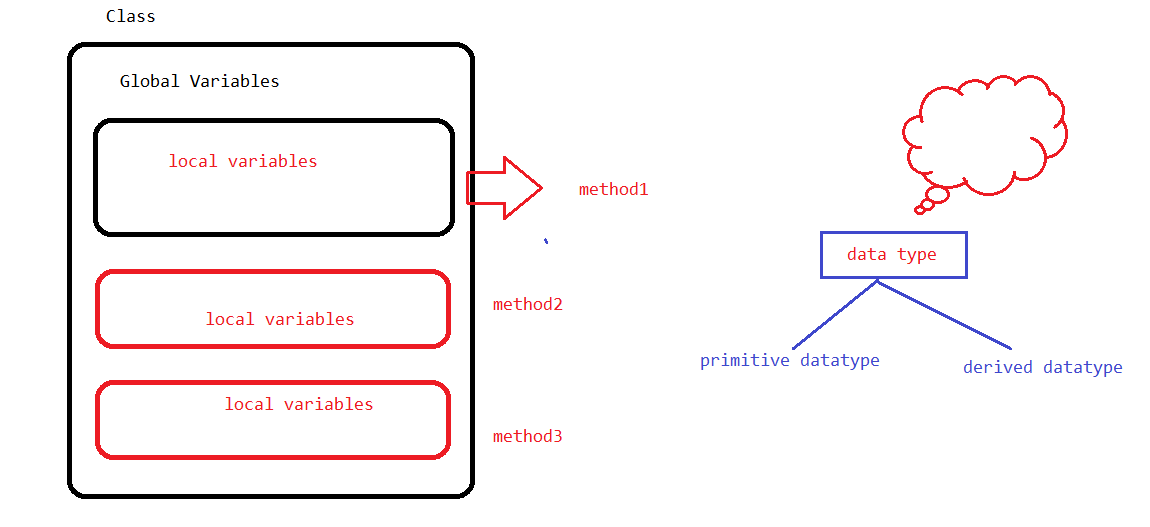 Class
Global Variables
local variables
method1
local variables
method2
local variables
method3
data type
primitive datatype
derived datatype